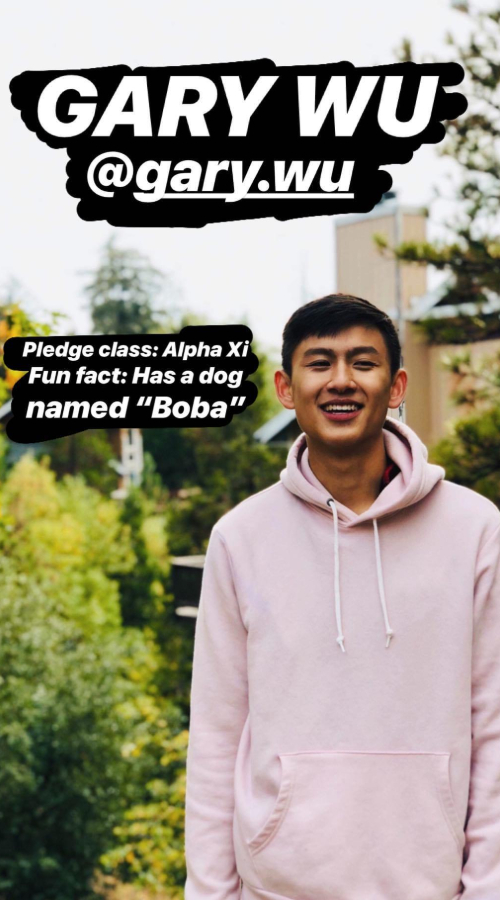 GARY WU
@gary.wu
Pledge class: Alpha Xi
Fun fact: Has a dog
named “Boba”